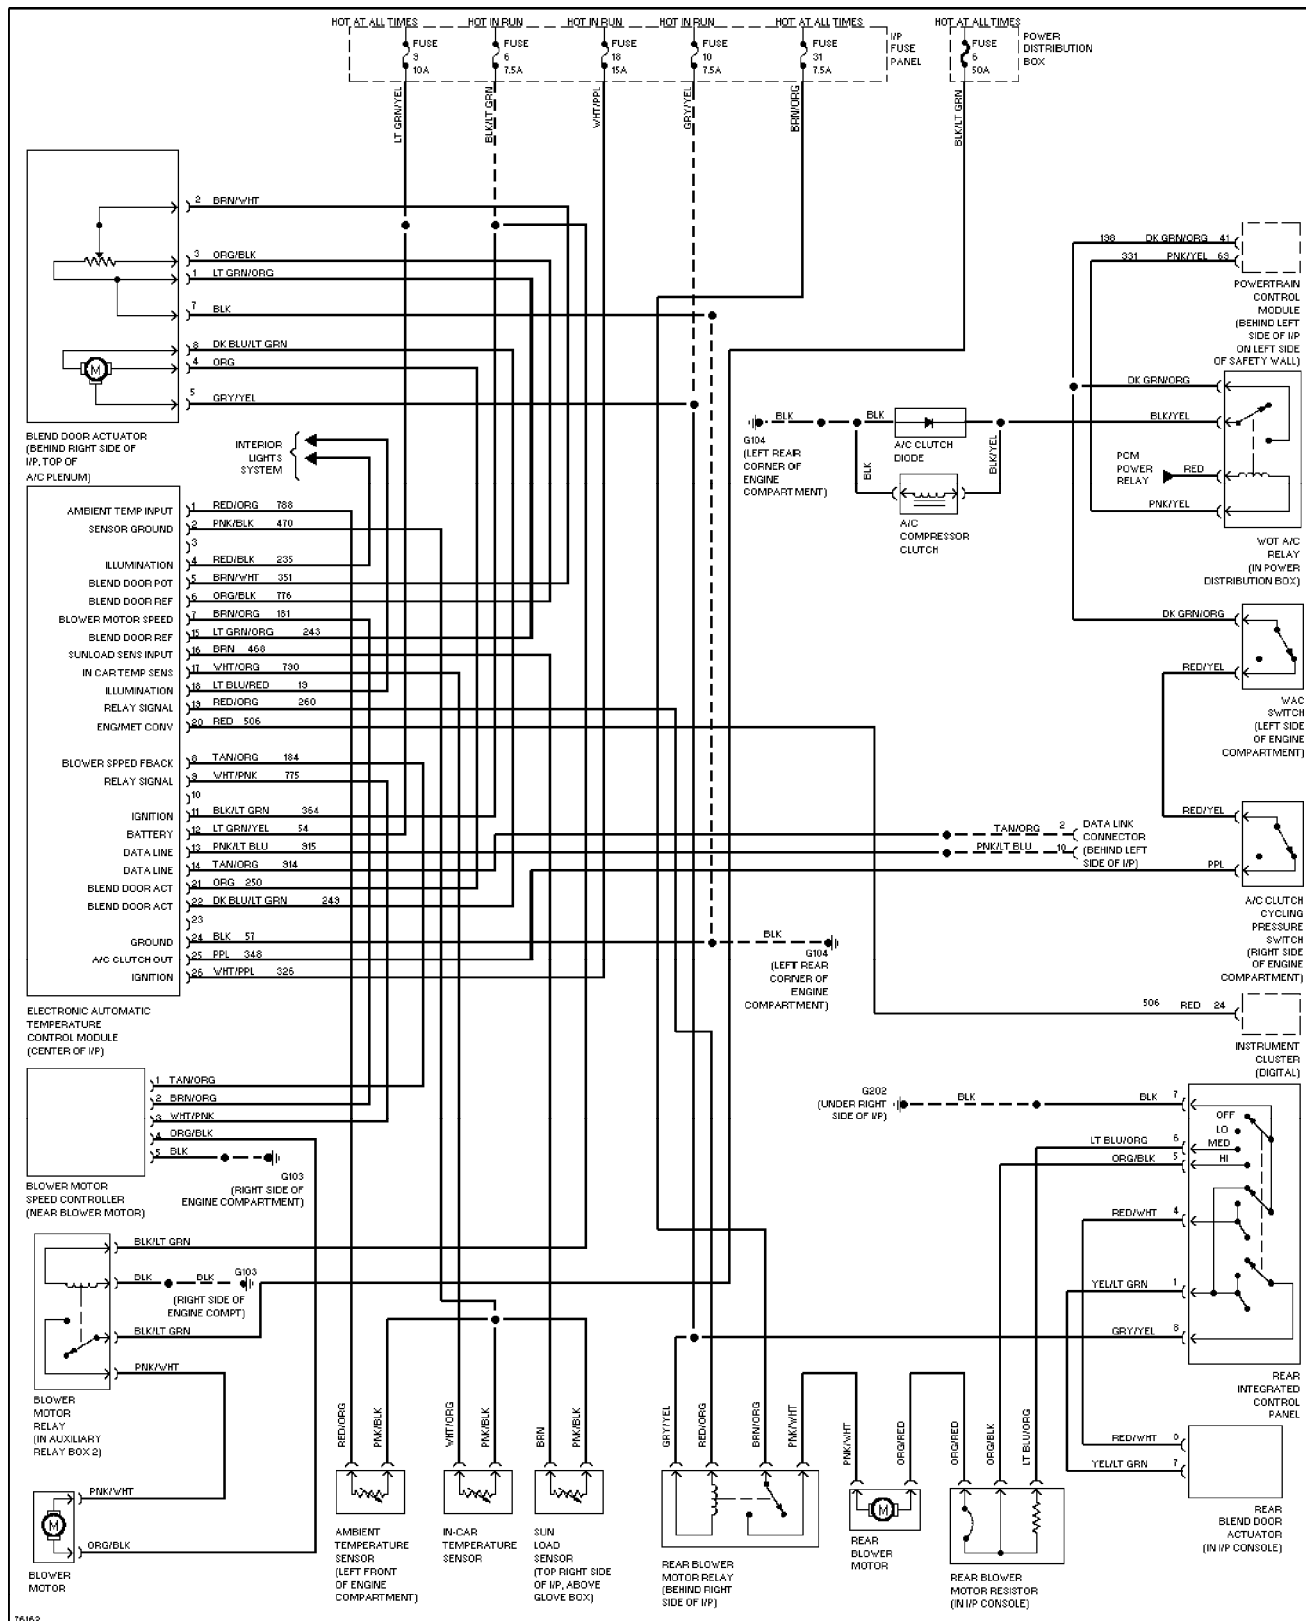 HOT AT ALL TIMES
HOT IN RUN
HOT IN RUN
HOT IN RUN
HOT AT ALL TIMES
HOT AT ALL TIMES
FUSE
9
10A
FUSE
6
7.5A
FUSE
18
15A
FUSE
10
7.5A
FUSE
31
7.5A
I/P
FUSE
PANEL
FUSE
6
50A
POWER
DISTRIBUTION
BOX
LT GRN/YEL
BLK/LT GRN
WHT/PPL
GRY/YEL
BRN/ORG
BLK/LT GRN
2 BRN/WHT
3 ORG/BLK
1 LT GRN/ORG
7 BLK
8 DK BLU/LT GRN
4 ORG
5 GRY/YEL
M
BLEND DOOR ACTUATOR
(BEHIND RIGHT SIDE OF
I/P, TOP OF
A/C PLENUM)
INTERIOR
LIGHTS
SYSTEM
198 DK GRN/ORG 41
331 PNK/YEL 69
POWERTRAIN
CONTROL
MODULE
(BEHIND LEFT
SIDE OF I/P
ON LEFT SIDE
OF SAFETY WALL)
DK GRN/ORG
BLK/YEL
PCM
POWER
RELAY
RED
PNK/YEL
WOT A/C
RELAY
(IN POWER
DISTRIBUTION BOX)
BLK
BLK
G104
(LEFT REAR
CORNER OF
ENGINE
COMPARTMENT)
A/C CLUTCH
DIODE
BLK
BLK/YEL
A/C
COMPRESSOR
CLUTCH
DK GRN/ORG
RED/YEL
WAC
SWITCH
(LEFT SIDE
OF ENGINE
COMPARTMENT)
RED/YEL
PPL
A/C CLUTCH
CYCLING
PRESSURE
SWITCH
(RIGHT SIDE
OF ENGINE
COMPARTMENT)
AMBIENT TEMP INPUT 1 RED/ORG 788
SENSOR GROUND 2 PNK/BLK 470
3
ILLUMINATION 4 RED/BLK 235
BLEND DOOR POT 5 BRN/WHT 351
BLEND DOOR REF 6 ORG/BLK 776
BLOWER MOTOR SPEED 7 BRN/ORG 181
BLEND DOOR REF 15 LT GRN/ORG 243
SUNLOAD SENS INPUT 16 BRN 468
IN CAR TEMP SENS 17 WHT/ORG 790
ILLUMINATION 18 LT BLU/RED 19
RELAY SIGNAL 19 RED/ORG 260
ENG/MET CONV 20 RED 506
BLOWER SPPED FBACK 8 TAN/ORG 184
RELAY SIGNAL 9 WHT/PNK 775
10
IGNITION 11 BLK/LT GRN 364
BATTERY 12 LT GRN/YEL 54
DATA LINE 13 PNK/LT BLU 915
DATA LINE 14 TAN/ORG 914
BLEND DOOR ACT 21 ORG 250
BLEND DOOR ACT 22 DK BLU/LT GRN 249
23
GROUND 24 BLK 57
A/C CLUTCH OUT 25 PPL 348
IGNITION 26 WHT/PPL 326
ELECTRONIC AUTOMATIC
TEMPERATURE
CONTROL MODULE
(CENTER OF I/P)
TAN/ORG 2
PNK/LT BLU 10
DATA LINK
CONNECTOR
(BEHIND LEFT
SIDE OF I/P)
BLK
G104
(LEFT REAR
CORNER OF
ENGINE
COMPARTMENT)
506 RED 24
INSTRUMENT
CLUSTER
(DIGITAL)
1 TAN/ORG
2 BRN/ORG
3 WHT/PNK
4 ORG/BLK
5 BLK
G103
(RIGHT SIDE OF
ENGINE COMPARTMENT)
BLOWER MOTOR
SPEED CONTROLLER
(NEAR BLOWER MOTOR)
G202
(UNDER RIGHT
SIDE OF I/P)
BLK
BLK 7
LT BLU/ORG 6
ORG/BLK 5
RED/WHT 4
YEL/LT GRN 1
GRY/YEL 8
OFF
LO
MED
HI
REAR
INTEGRATED
CONTROL
PANEL
BLK/LT GRN
BLK
BLK
G103
(RIGHT SIDE OF
ENGINE COMPT)
BLK/LT GRN
PNK/WHT
BLOWER
MOTOR
RELAY
(IN AUXILIARY
RELAY BOX 2)
PNK/WHT
M
ORG/BLK
BLOWER
MOTOR
RED/ORG
PNK/BLK
WHT/ORG
PNK/BLK
BRN
PNK/BLK
GRY/YEL
RED/ORG
BRN/ORG
PNK/WHT
PNK/WHT
ORG/RED
ORG/RED
ORG/BLK
LT BLU/ORG
AMBIENT
TEMPERATURE
SENSOR
(LEFT FRONT
OF ENGINE
COMPARTMENT)
IN-CAR
TEMPERATURE
SENSOR
SUN
LOAD
SENSOR
(TOP RIGHT SIDE
OF I/P, ABOVE
GLOVE BOX)
REAR BLOWER
MOTOR RELAY
(BEHIND RIGHT
SIDE OF I/P)
M
REAR
BLOWER
MOTOR
REAR BLOWER
MOTOR RESISTOR
(IN I/P CONSOLE)
RED/WHT
YEL/LT GRN 7
REAR
BLEND DOOR
ACTUATOR
(IN I/P CONSOLE)
76162